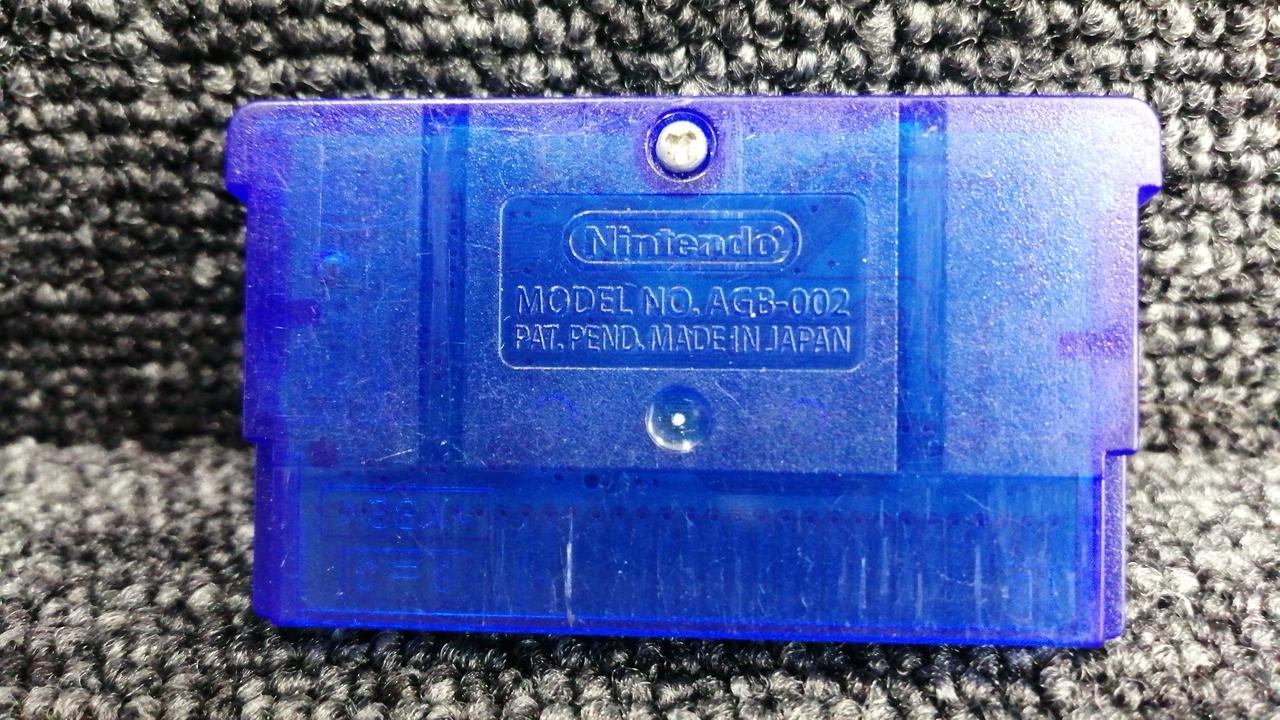 Nintendo®
MODEL NO. AGB-002
PAT. PEND. MADE IN JAPAN